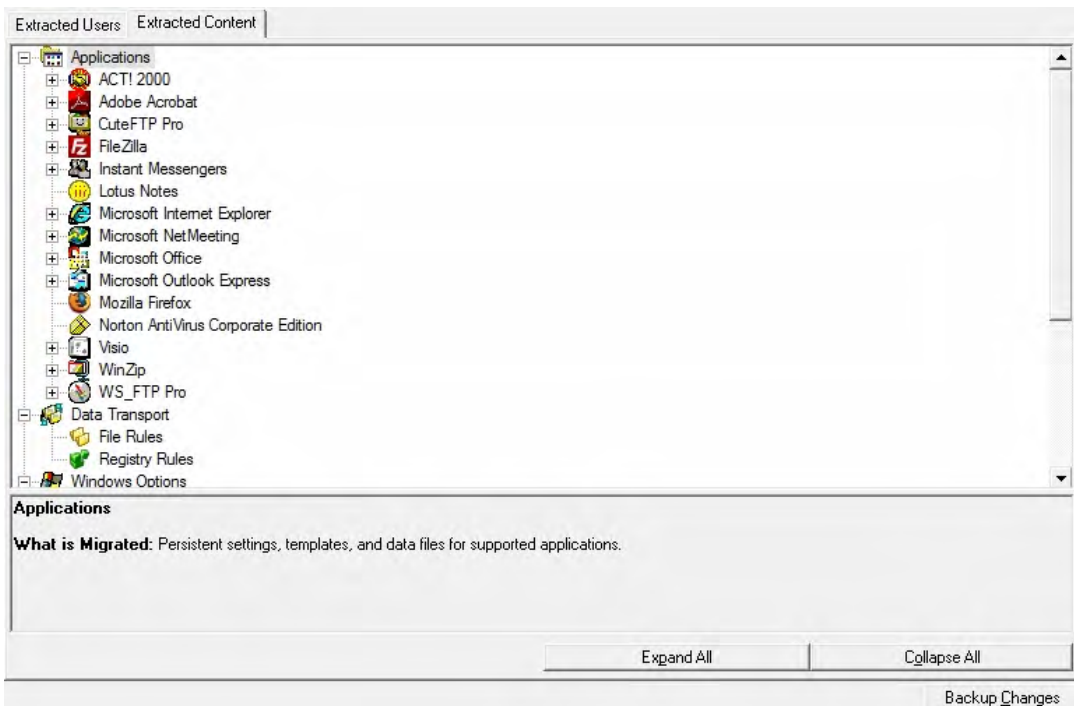 Extracted Users Extracted Content
Applications
ACT! 2000
Adobe Acrobat
CuteFTP Pro
FileZilla
Instant Messengers
Lotus Notes
Microsoft Internet Explorer
Microsoft NetMeeting
Microsoft Office
Microsoft Outlook Express
Mozilla Firefox
Norton AntiVirus Corporate Edition
Visio
WinZip
WS_FTP Pro
Data Transport
File Rules
Registry Rules
Windows Options
Applications
What is Migrated: Persistent settings, templates, and data files for supported applications.
Expand All Collapse All
Backup Changes